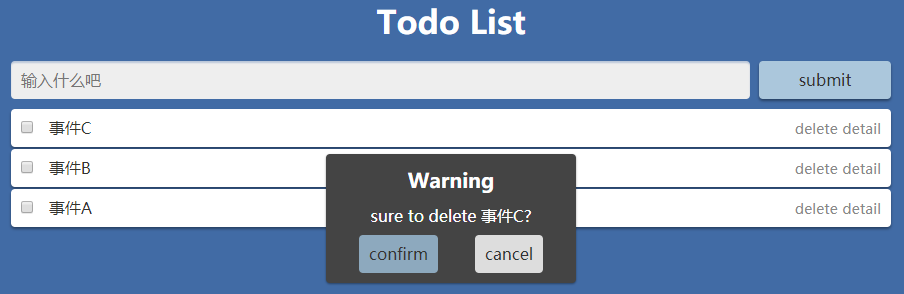 Todo List
输入什么吧 submit
事件C delete detail
事件B delete detail
事件A delete detail
Warning
sure to delete 事件C?
confirm cancel